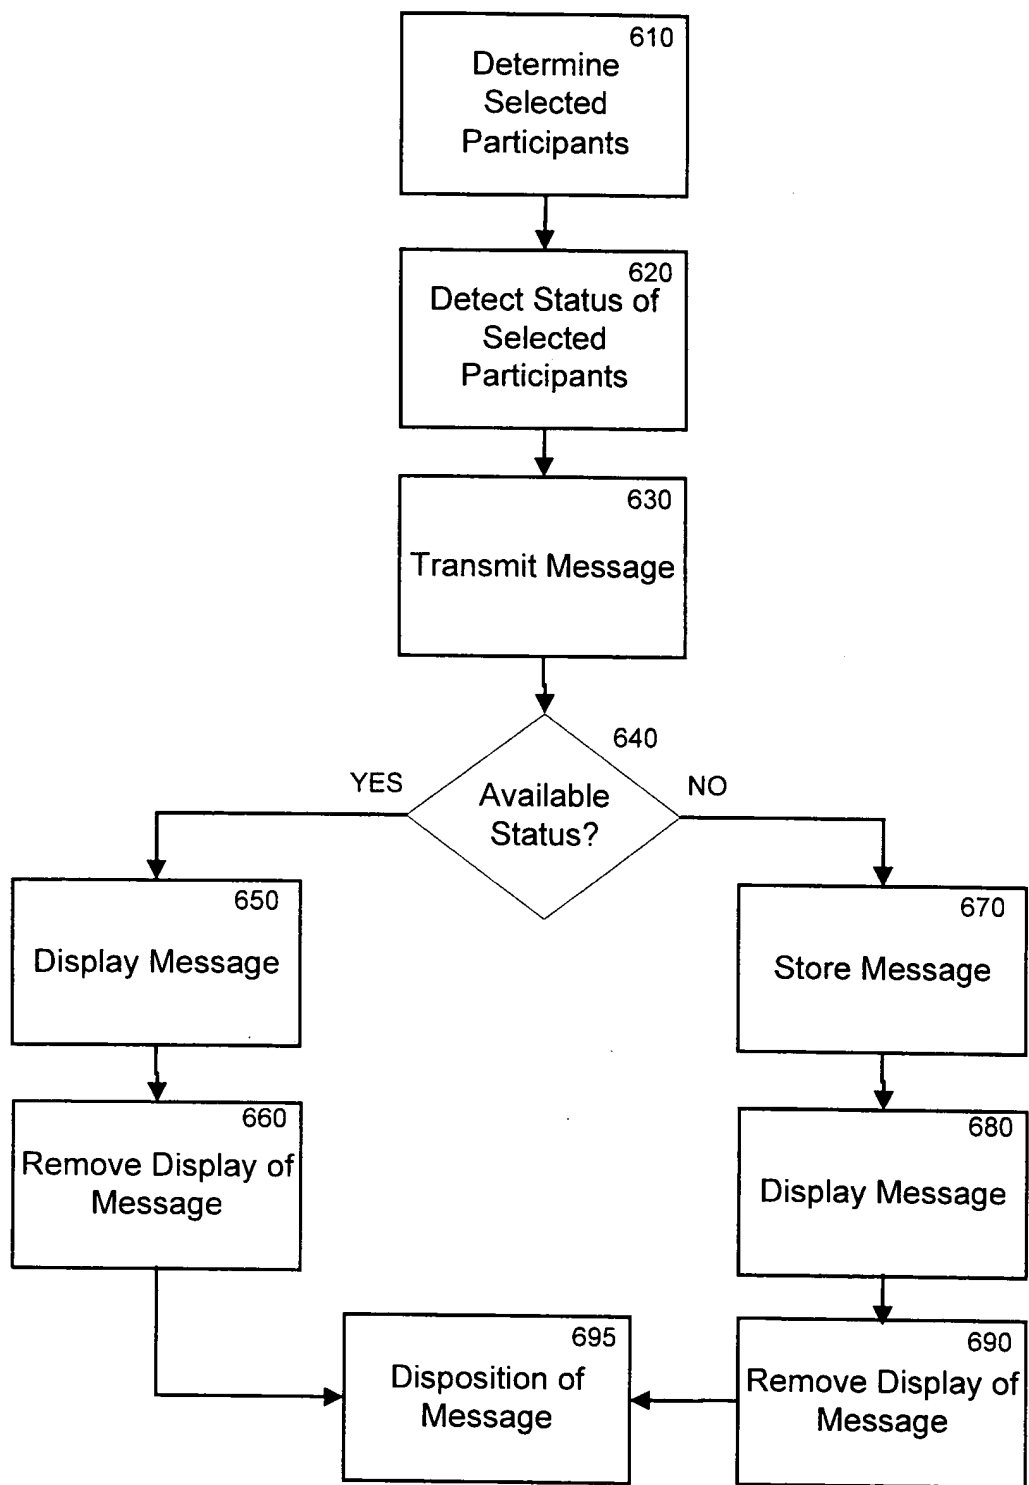 610
Determine
Selected
Participants
620
Detect Status of
Selected
Participants
630
Transmit Message
640
YES
NO
Available
Status?
650
Display Message
670
Store Message
660
Remove Display of
Message
680
Display Message
695
Disposition of
Message
690
Remove Display of
Message